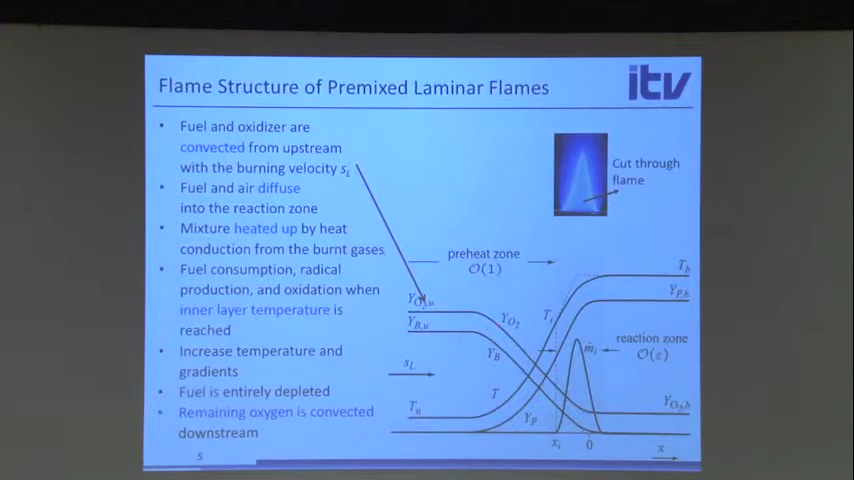 Flame Structure of Premixed Laminar Flames
itv
• Fuel and oxidizer are
convected from upstream
with the burning velocity sL
• Fuel and air diffuse
into the reaction zone
• Mixture heated up by heat
conduction from the burnt gases
• Fuel consumption, radical
production, and oxidation when
inner layer temperature is
reached
• Increase temperature and
gradients
• Fuel is entirely depleted
• Remaining oxygen is convected
downstream
5
Cut through
flame
preheat zone
O(1)
Tb
YP,b
YO2,u
YB,u
YO2
Ti
ṁi
reaction zone
O(ε)
YB
sL
T
Tu
YP
YO2,b
xi
0
x